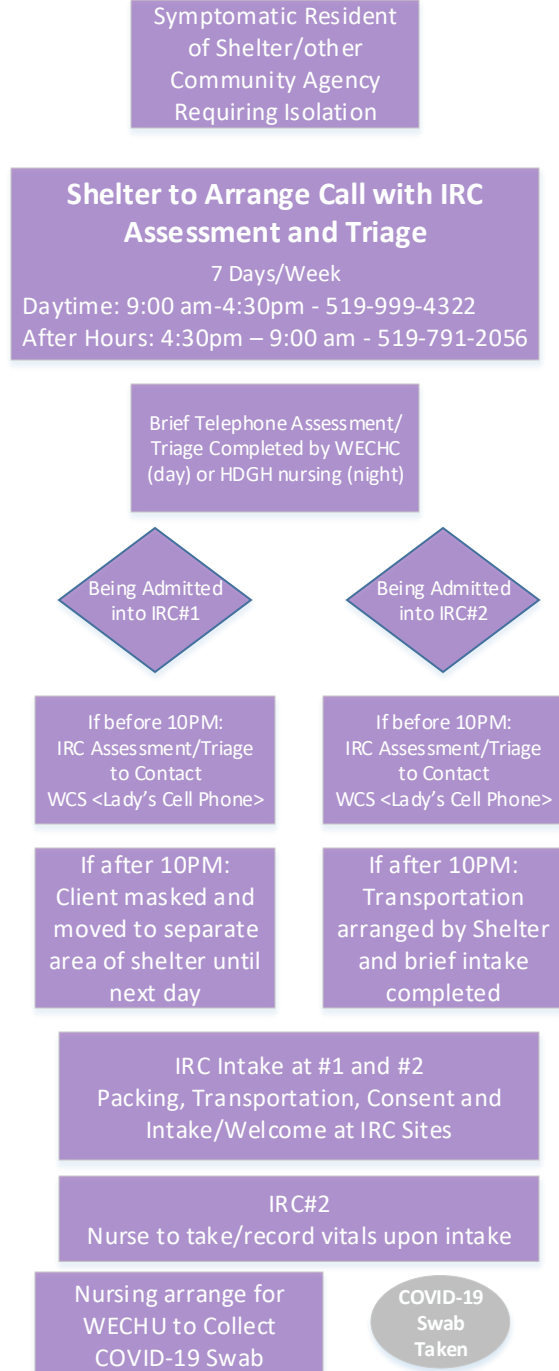 Symptomatic Resident
of Shelter/other
Community Agency
Requiring Isolation
Shelter to Arrange Call with IRC
Assessment and Triage
7 Days/Week
Daytime: 9:00 am-4:30pm - 519-999-4322
After Hours: 4:30pm – 9:00 am - 519-791-2056
Brief Telephone Assessment/
Triage Completed by WECHC
(day) or HDGH nursing (night)
Being Admitted
into IRC#1
Being Admitted
into IRC#2
If before 10PM:
IRC Assessment/Triage
to Contact
WCS <Lady's Cell Phone>
If before 10PM:
IRC Assessment/Triage
to Contact
WCS <Lady's Cell Phone>
If after 10PM:
Client masked and
moved to separate
area of shelter until
next day
If after 10PM:
Transportation
arranged by Shelter
and brief intake
completed
IRC Intake at #1 and #2
Packing, Transportation, Consent and
Intake/Welcome at IRC Sites
IRC#2
Nurse to take/record vitals upon intake
Nursing arrange for
WECHU to Collect
COVID-19 Swab
COVID-19
Swab
Taken